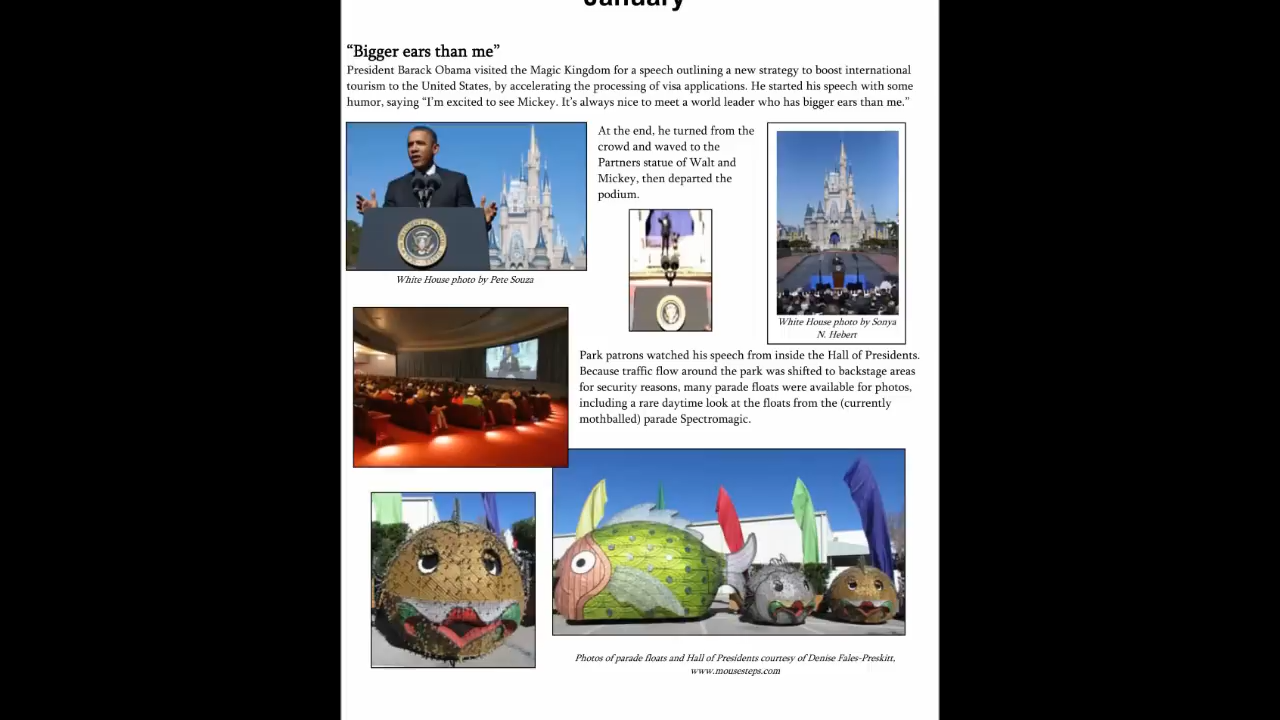 January
“Bigger ears than me”
President Barack Obama visited the Magic Kingdom for a speech outlining a new strategy to boost international
tourism to the United States, by accelerating the processing of visa applications. He started his speech with some
humor, saying “I’m excited to see Mickey. It’s always nice to meet a world leader who has bigger ears than me.”
At the end, he turned from the
crowd and waved to the
Partners statue of Walt and
Mickey, then departed the
podium.
White House photo by Pete Souza
White House photo by Sonya
N. Hebert
Park patrons watched his speech from inside the Hall of Presidents.
Because traffic flow around the park was shifted to backstage areas
for security reasons, many parade floats were available for photos,
including a rare daytime look at the floats from the (currently
mothballed) parade Spectromagic.
Photos of parade floats and Hall of Presidents courtesy of Denise Fales-Preskitt,
www.mousesteps.com